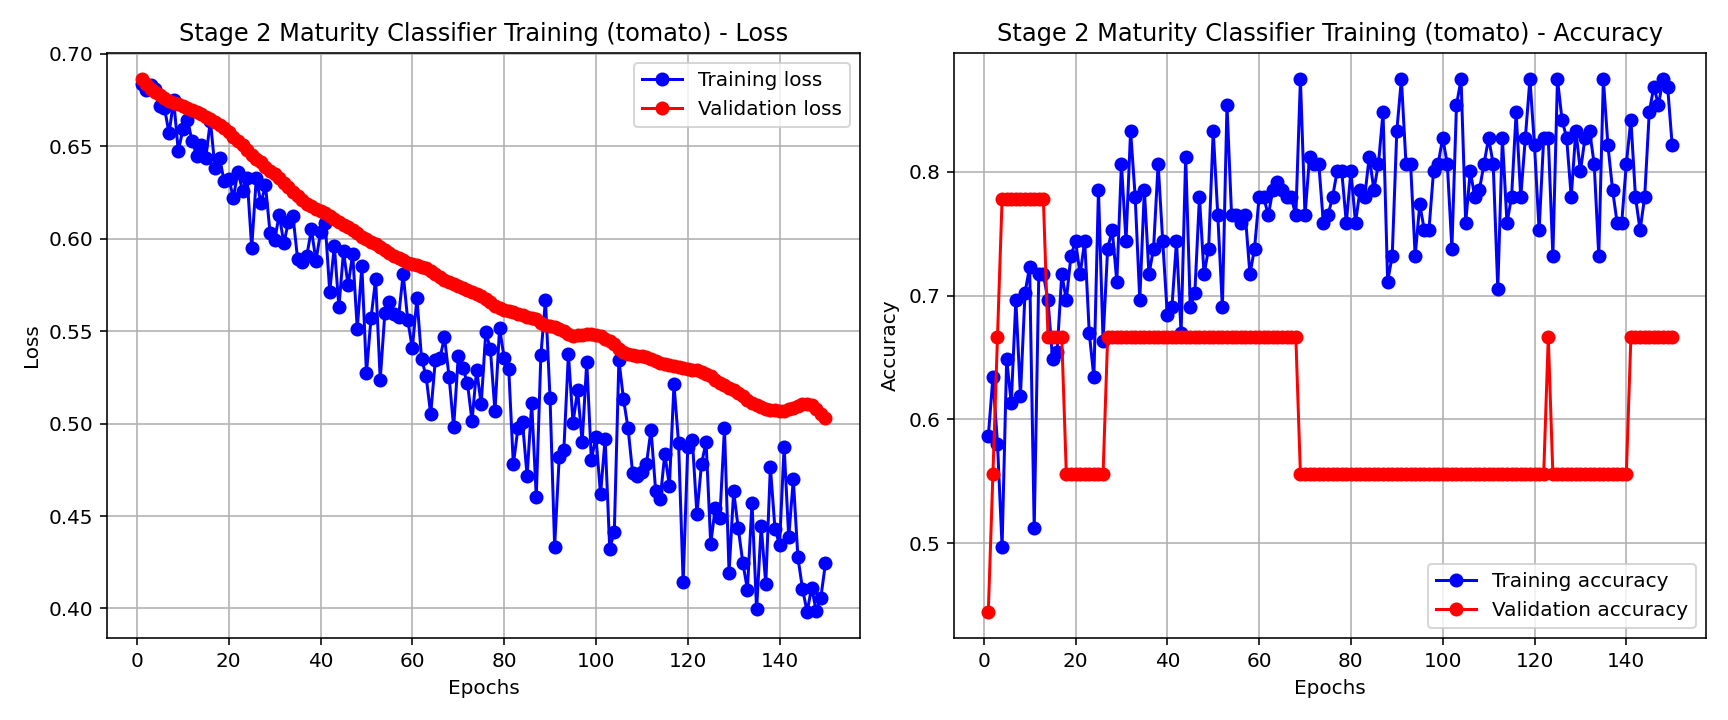 Stage 2 Maturity Classifier Training (tomato) - Loss
0.70
0.65
0.60
0.55
0.50
0.45
0.40
Loss
Training loss
Validation loss
0 20 40 60 80 100 120 140
Epochs
Stage 2 Maturity Classifier Training (tomato) - Accuracy
0.8
0.7
0.6
0.5
Accuracy
Training accuracy
Validation accuracy
0 20 40 60 80 100 120 140
Epochs